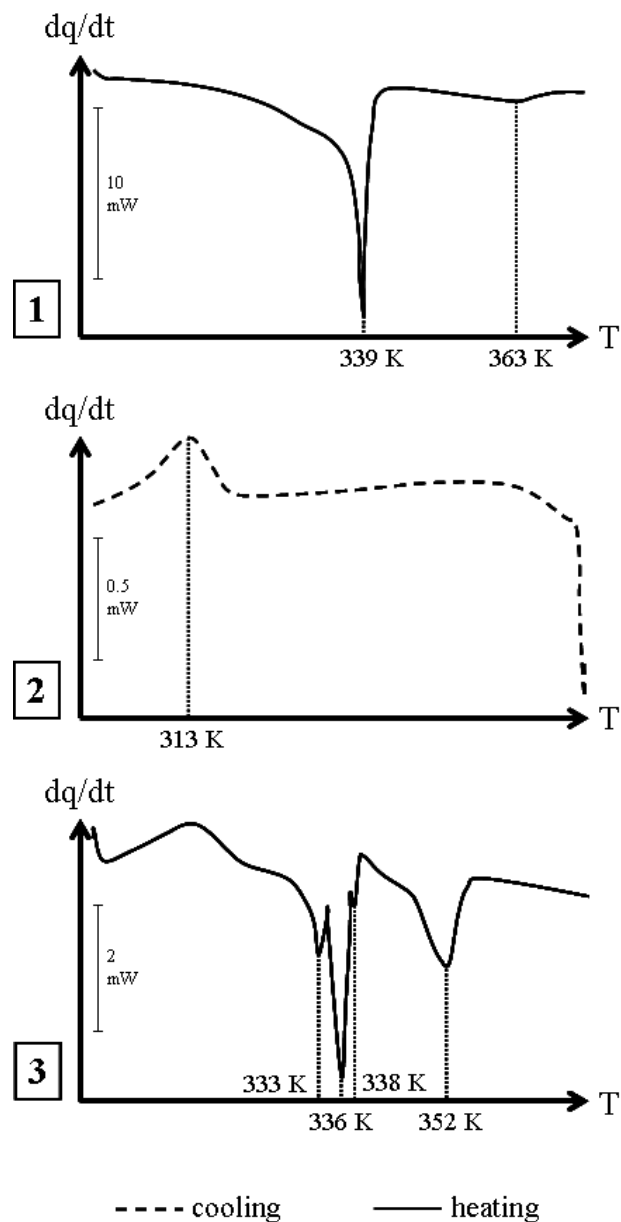 dq/dt
10
mW
1
T
339 K
363 K
dq/dt
0.5
mW
2
T
313 K
dq/dt
2
mW
3
333 K
338 K
T
336 K
352 K
cooling
heating